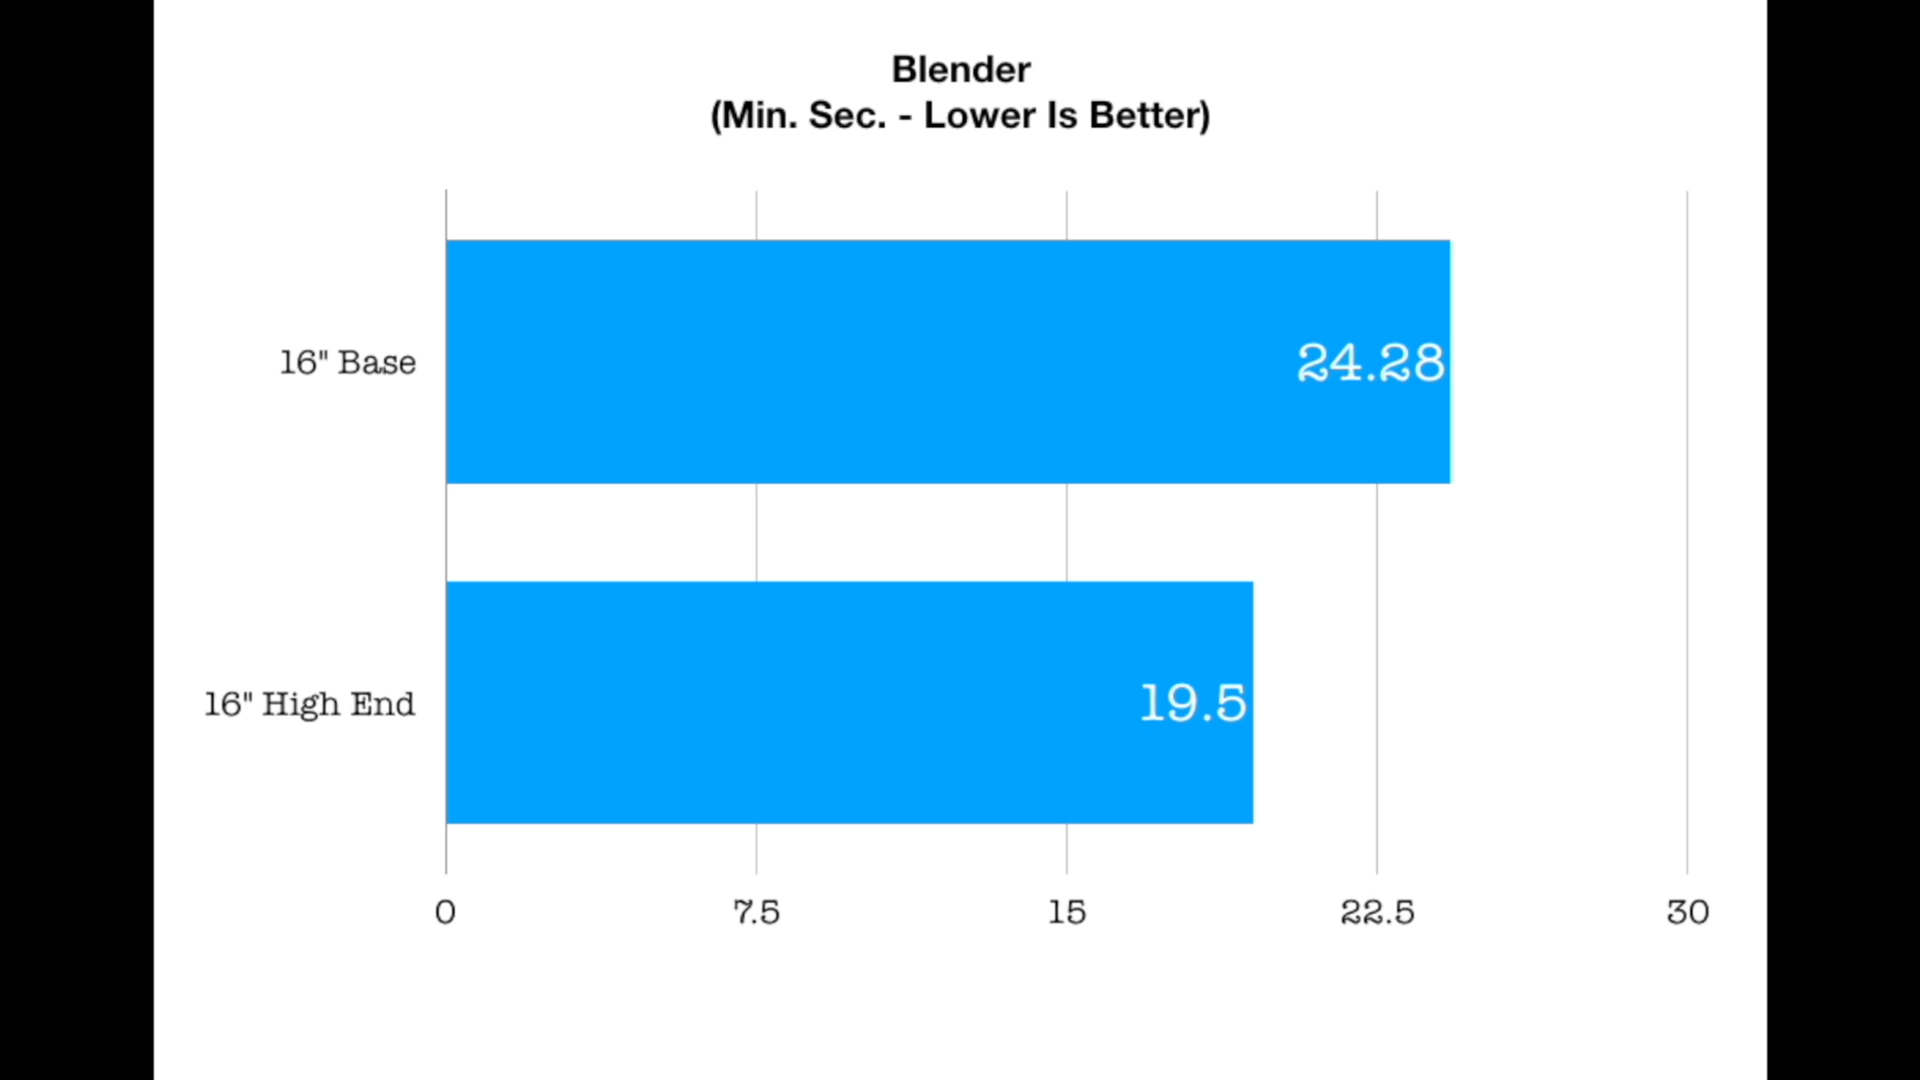 Blender
(Min. Sec. - Lower Is Better)
16" Base
24.28
16" High End
19.5
0 7.5 15 22.5 30